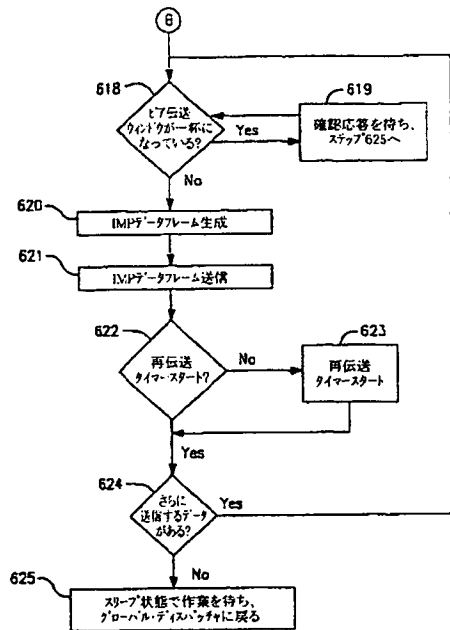 6
618
ピア伝送
ウィンドウが一杯に
なっている?
Yes
619
確認応答を待ち、
ステップ625へ
No
620
IMPデータフレーム生成
621
IMPデータフレーム送信
622
再伝送
タイマー・スタート?
No
623
再伝送
タイマースタート
Yes
624
さらに
送信するデータ
がある?
Yes
No
625
スリープ状態で作業を待ち、
グローバル・ディスパッチャに戻る